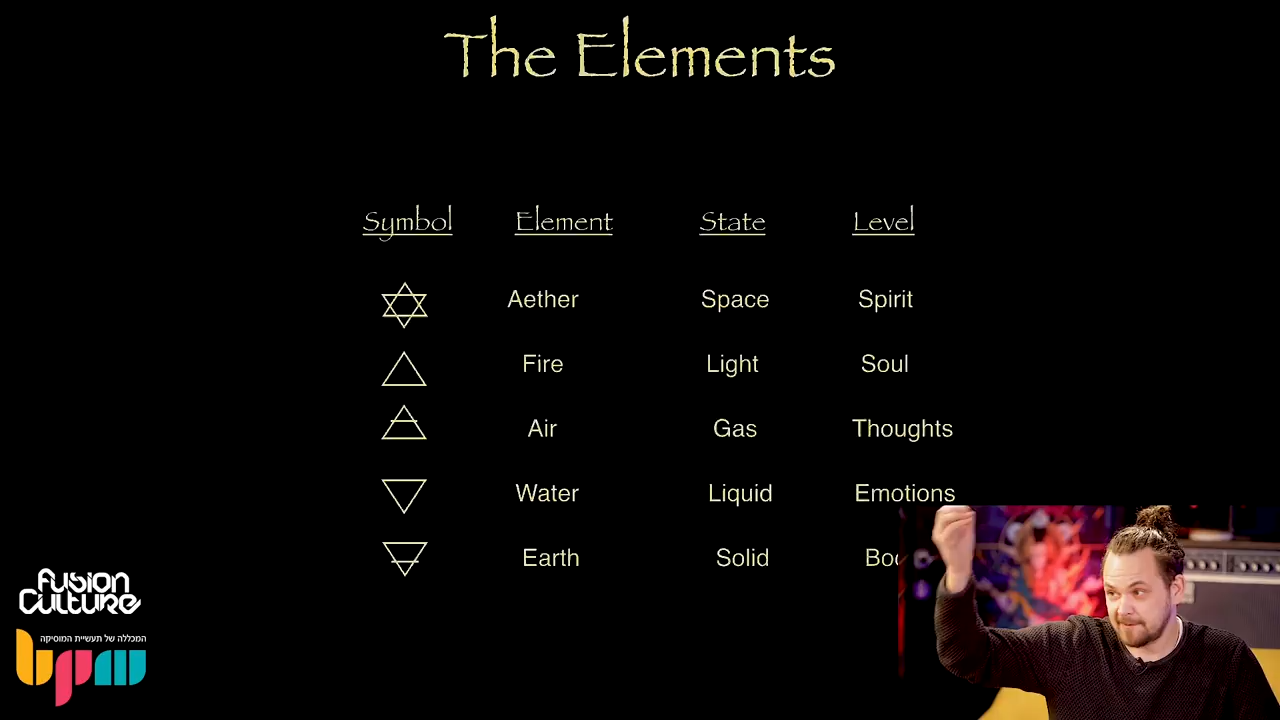 The Elements
Symbol Element State Level
Aether Space Spirit
Fire Light Soul
Air Gas Thoughts
Water Liquid Emotions
Earth Solid
Fusion
Culture
המכללה של תעשיית המוסיקה
bpm